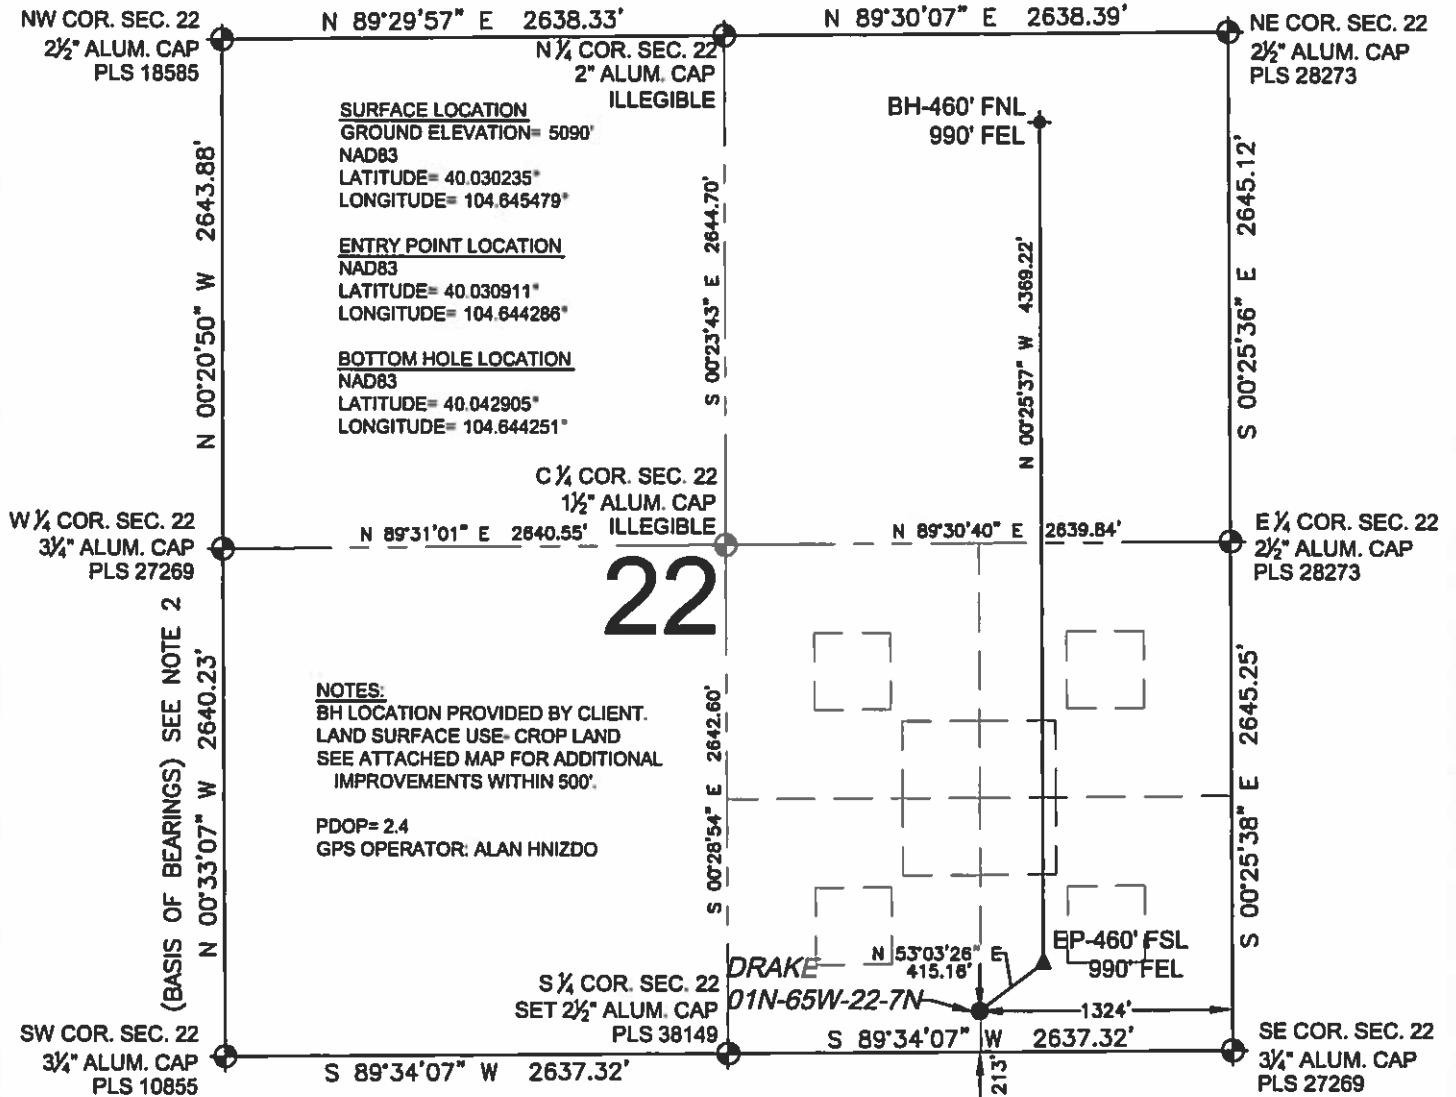 NW COR. SEC. 22
2½" ALUM. CAP
PLS 18585
N 89°29'57" E 2638.33'
N ¼ COR. SEC. 22
2" ALUM. CAP
ILLEGIBLE
N 89°30'07" E 2638.39'
NE COR. SEC. 22
2½" ALUM. CAP
PLS 28273
SURFACE LOCATION
GROUND ELEVATION= 5090'
NAD83
LATITUDE= 40.030235°
LONGITUDE= 104.645479°
ENTRY POINT LOCATION
NAD83
LATITUDE= 40.030911°
LONGITUDE= 104.644286°
BOTTOM HOLE LOCATION
NAD83
LATITUDE= 40.042905°
LONGITUDE= 104.644251°
BH-460' FNL
990' FEL
N 00°20'50" W 2643.88'
S 00°23'43" E 2644.70'
N 00°25'37" W 4369.22'
S 00°25'36" E 2645.12'
C ¼ COR. SEC. 22
1½" ALUM. CAP
ILLEGIBLE
W ¼ COR. SEC. 22
3¼" ALUM. CAP
PLS 27269
N 89°31'01" E 2640.55'
N 89°30'40" E 2639.84'
E ¼ COR. SEC. 22
2½" ALUM. CAP
PLS 28273
22
(BASIS OF BEARINGS) SEE NOTE 2
N 00°33'07" W 2640.23'
NOTES:
BH LOCATION PROVIDED BY CLIENT.
LAND SURFACE USE- CROP LAND
SEE ATTACHED MAP FOR ADDITIONAL
IMPROVEMENTS WITHIN 500'.
PDOP= 2.4
GPS OPERATOR: ALAN HNIZDO
S 00°28'54" E 2642.60'
S 00°25'38" E 2645.25'
EP-460' FSL
990' FEL
N 53°03'26" E
415.16'
DRAKE
01N-65W-22-7N
1324'
213'
S ¼ COR. SEC. 22
SET 2½" ALUM. CAP
PLS 38149
SW COR. SEC. 22
3¼" ALUM. CAP
PLS 10855
S 89°34'07" W 2637.32'
S 89°34'07" W 2637.32'
SE COR. SEC. 22
3¼" ALUM. CAP
PLS 27269